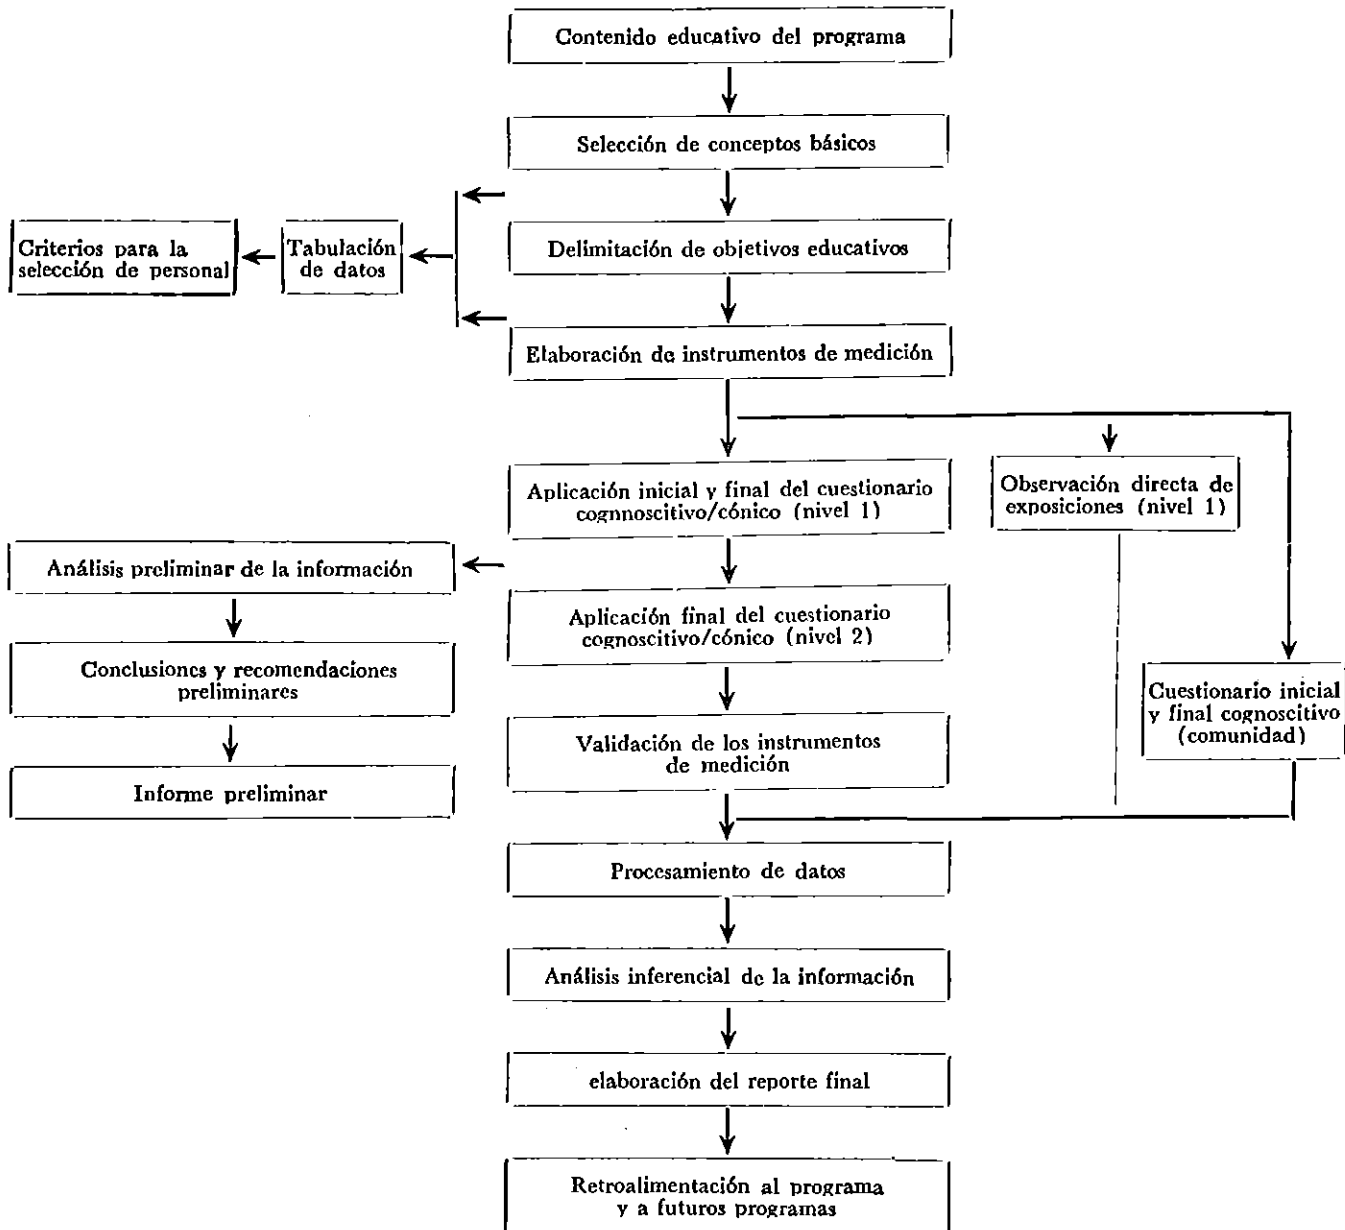 Contenido educativo del programa
Selección de conceptos básicos
Criterios para la
selección de personal
Tabulación
de datos
Delimitación de objetivos educativos
Elaboración de instrumentos de medición
Aplicación inicial y final del cuestionario
cognnoscitivo/cónico (nivel 1)
Observación directa de
exposiciones (nivel 1)
Análisis preliminar de la información
Aplicación final del cuestionario
cognoscitivo/cónico (nivel 2)
Conclusiones y recomendaciones
preliminares
Cuestionario inicial
y final cognoscitivo
(comunidad)
Validación de los instrumentos
de medición
Informe preliminar
Procesamiento de datos
Análisis inferencial de la información
elaboración del reporte final
Retroalimentación al programa
y a futuros programas